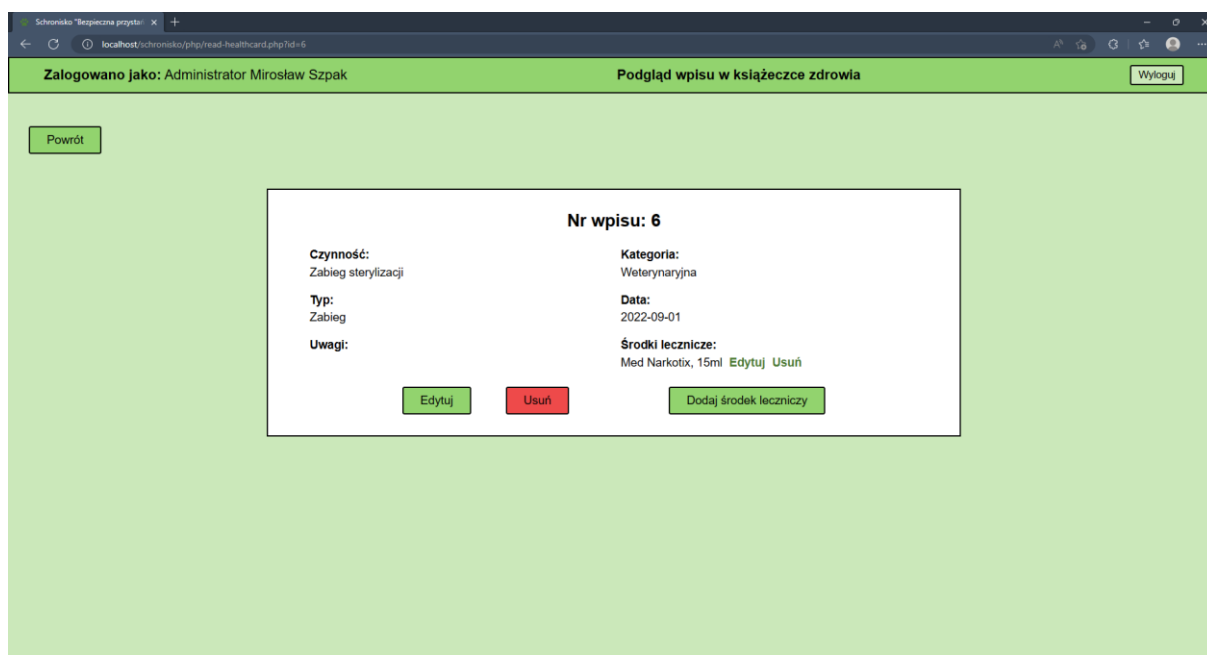 Schronisko "Bezpieczna przystań
localhost/schronisko/php/read-healthcard.php?id=6
Zalogowano jako: Administrator Mirosław Szpak
Podgląd wpisu w książeczce zdrowia
Wyloguj
Powrót
Nr wpisu: 6
Czynność:
Zabieg sterylizacji
Kategoria:
Weterynaryjna
Typ:
Zabieg
Data:
2022-09-01
Uwagi:
Środki lecznicze:
Med Narkotix, 15ml Edytuj Usuń
Edytuj
Usuń
Dodaj środek leczniczy